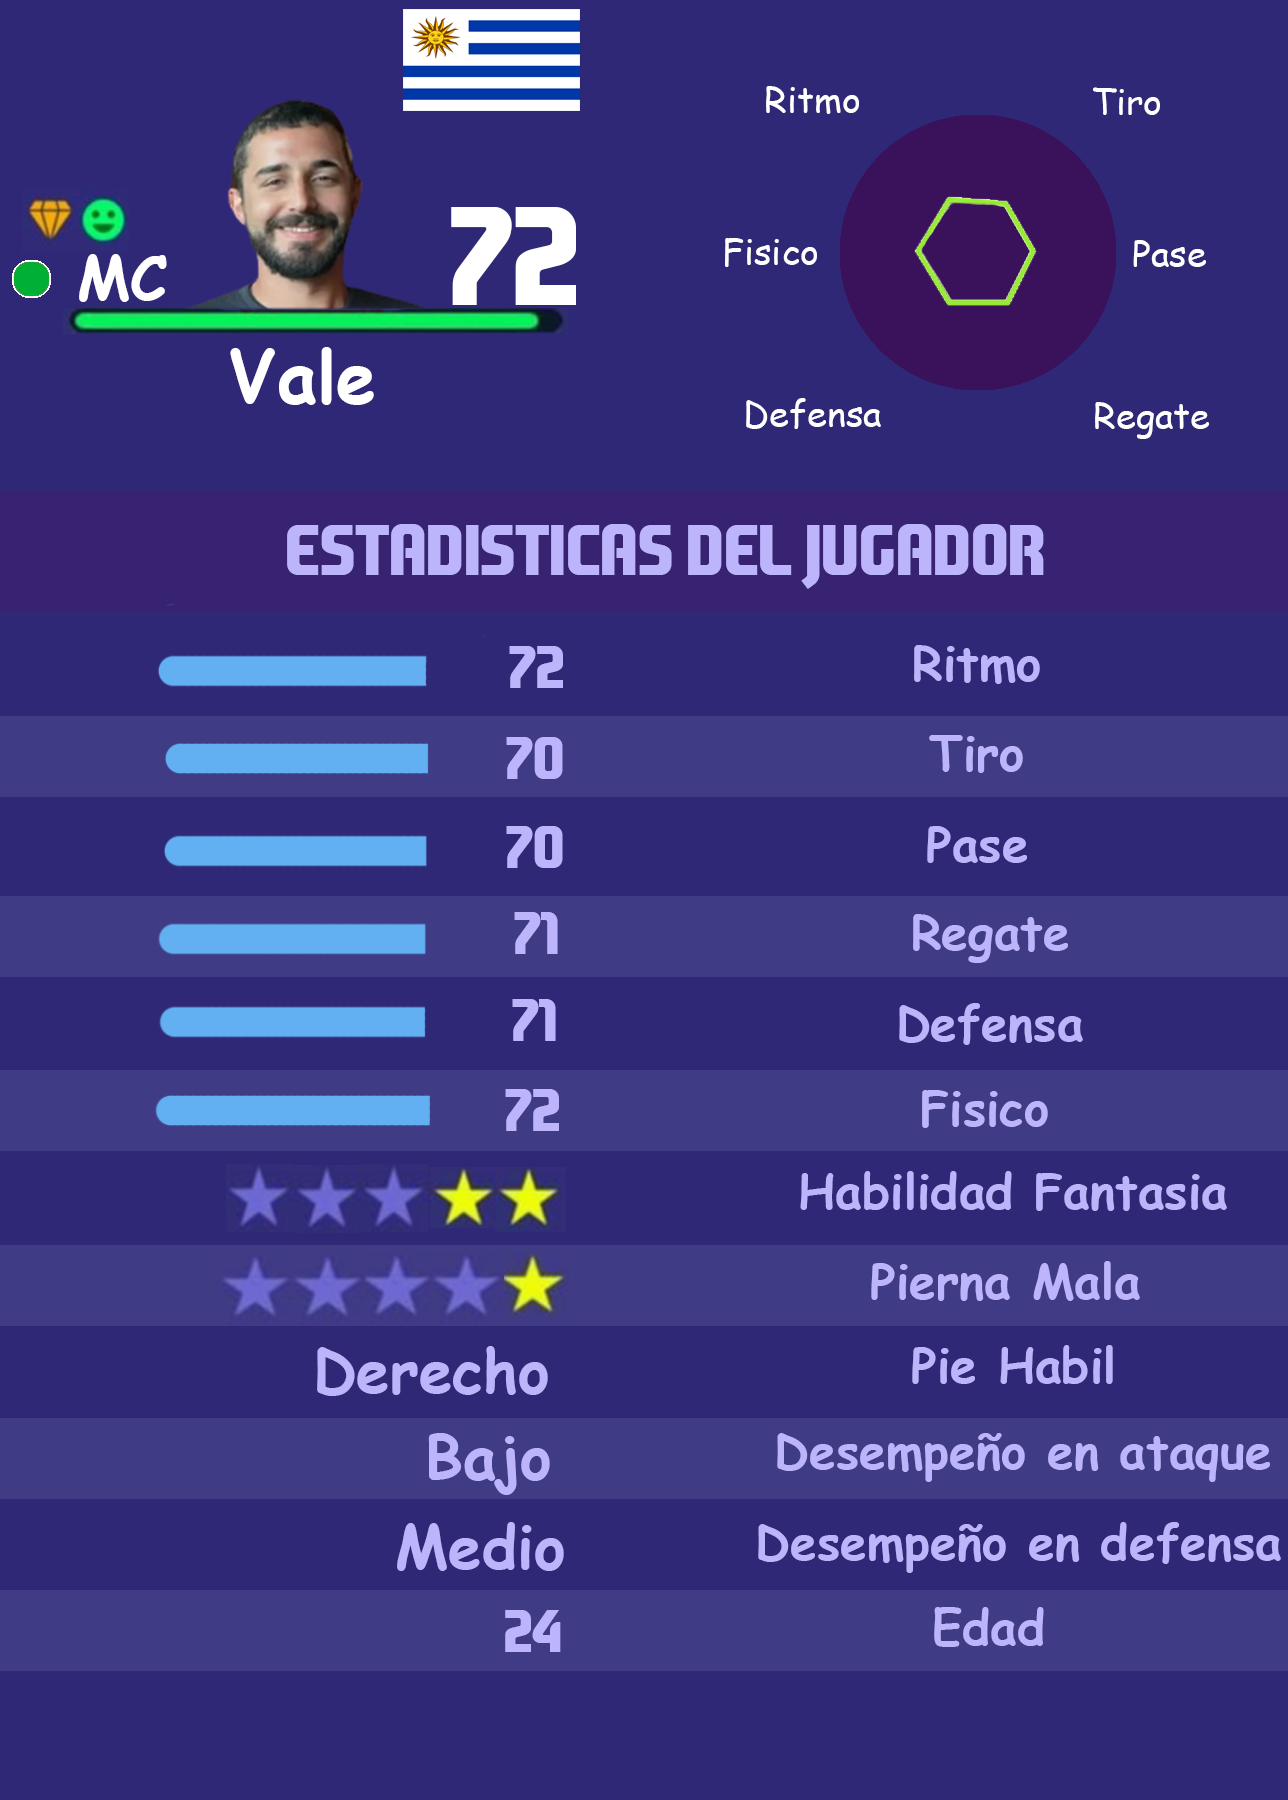 MC
72
Vale
Ritmo
Tiro
Fisico
Pase
Defensa
Regate
ESTADISTICAS DEL JUGADOR
72 Ritmo
70 Tiro
70 Pase
71 Regate
71 Defensa
72 Fisico
Habilidad Fantasia
Pierna Mala
Derecho Pie Habil
Bajo Desempeño en ataque
Medio Desempeño en defensa
24 Edad